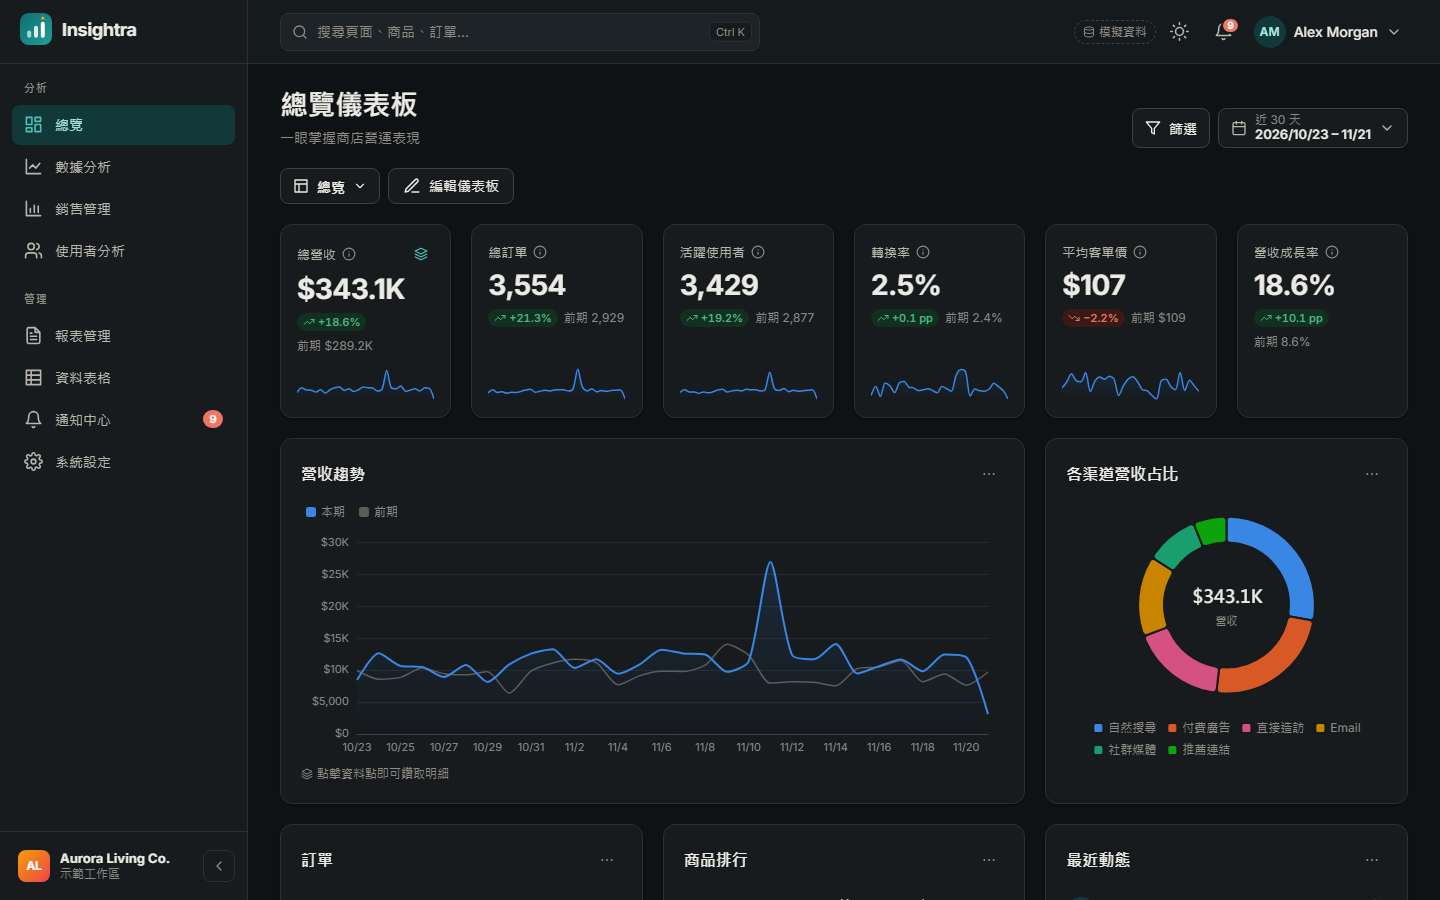 Insightra
搜尋頁面、商品、訂單...
Ctrl K
模擬資料
9
AM
Alex Morgan
分析
總覽
數據分析
銷售管理
使用者分析
管理
報表管理
資料表格
通知中心
9
系統設定
AL
Aurora Living Co.
示範工作區
總覽儀表板
一眼掌握商店營運表現
篩選
近 30 天
2026/10/23 – 11/21
總覽
編輯儀表板
總營收
$343.1K
+18.6%
前期 $289.2K
總訂單
3,554
+21.3%
前期 2,929
活躍使用者
3,429
+19.2%
前期 2,877
轉換率
2.5%
+0.1 pp
前期 2.4%
平均客單價
$107
−2.2%
前期 $109
營收成長率
18.6%
+10.1 pp
前期 8.6%
營收趨勢
本期
前期
$30K
$25K
$20K
$15K
$10K
$5,000
$0
10/23 10/25 10/27 10/29 10/31 11/2 11/4 11/6 11/8 11/10 11/12 11/14 11/16 11/18 11/20
點擊資料點即可鑽取明細
各渠道營收占比
$343.1K
營收
自然搜尋 付費廣告 直接造訪 Email
社群媒體 推薦連結
訂單
商品排行
最近動態